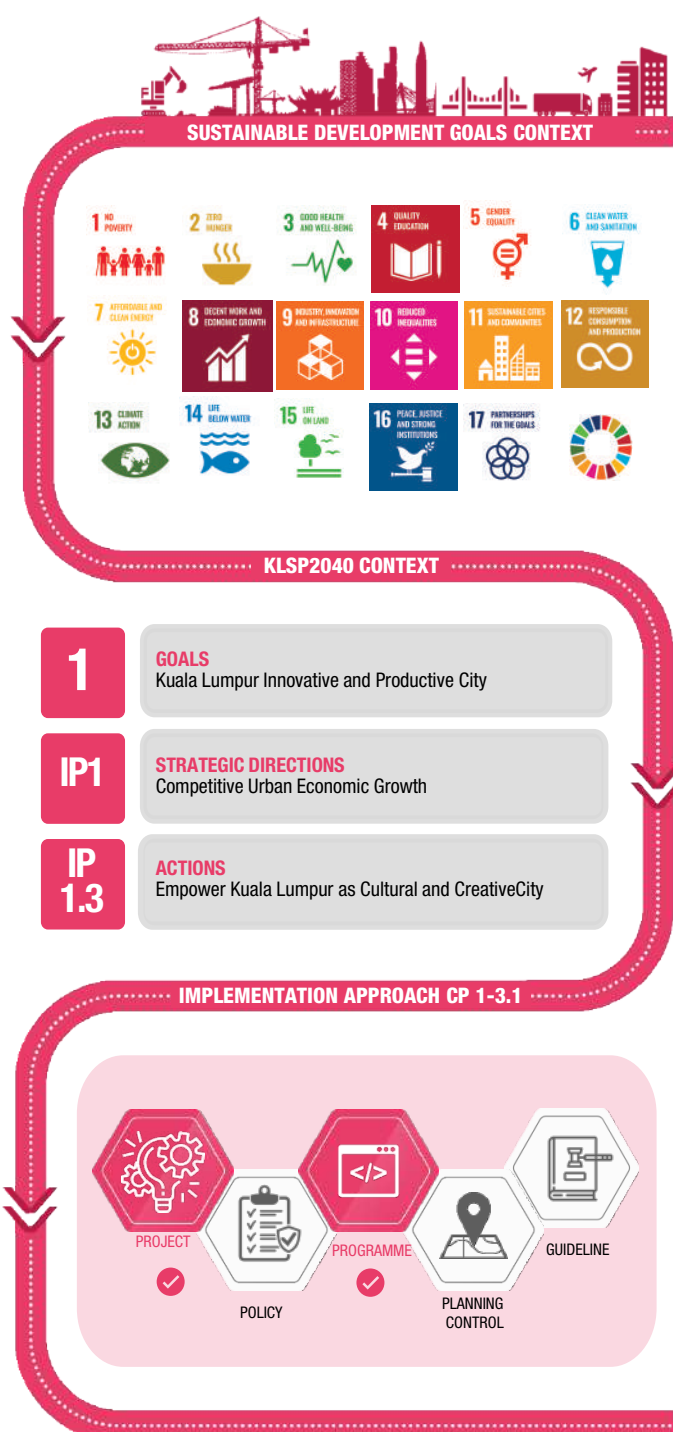 SUSTAINABLE DEVELOPMENT GOALS CONTEXT
1 NO
POVERTY
2 ZERO
HUNGER
3 GOOD HEALTH
AND WELL-BEING
4 QUALITY
EDUCATION
5 GENDER
EQUALITY
6 CLEAN WATER
AND SANITATION
7 AFFORDABLE AND
CLEAN ENERGY
8 DECENT WORK AND
ECONOMIC GROWTH
9 INDUSTRY, INNOVATION
AND INFRASTRUCTURE
10 REDUCED
INEQUALITIES
11 SUSTAINABLE CITIES
AND COMMUNITIES
12 RESPONSIBLE
CONSUMPTION
AND PRODUCTION
13 CLIMATE
ACTION
14 LIFE
BELOW WATER
15 LIFE
ON LAND
16 PEACE, JUSTICE
AND STRONG
INSTITUTIONS
17 PARTNERSHIPS
FOR THE GOALS
KLSP2040 CONTEXT
1
GOALS
Kuala Lumpur Innovative and Productive City
IP1
STRATEGIC DIRECTIONS
Competitive Urban Economic Growth
IP
1.3
ACTIONS
Empower Kuala Lumpur as Cultural and CreativeCity
IMPLEMENTATION APPROACH CP 1-3.1
</>
PROJECT
PROGRAMME
GUIDELINE
POLICY
PLANNING
CONTROL